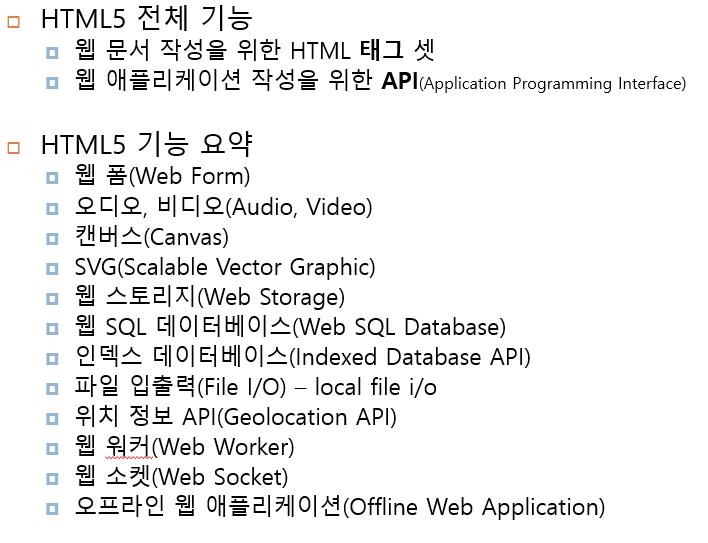 HTML5 전체 기능
웹 문서 작성을 위한 HTML 태그 셋
웹 애플리케이션 작성을 위한 API(Application Programming Interface)
HTML5 기능 요약
웹 폼(Web Form)
오디오, 비디오(Audio, Video)
캔버스(Canvas)
SVG(Scalable Vector Graphic)
웹 스토리지(Web Storage)
웹 SQL 데이터베이스(Web SQL Database)
인덱스 데이터베이스(Indexed Database API)
파일 입출력(File I/O) – local file i/o
위치 정보 API(Geolocation API)
웹 워커(Web Worker)
웹 소켓(Web Socket)
오프라인 웹 애플리케이션(Offline Web Application)